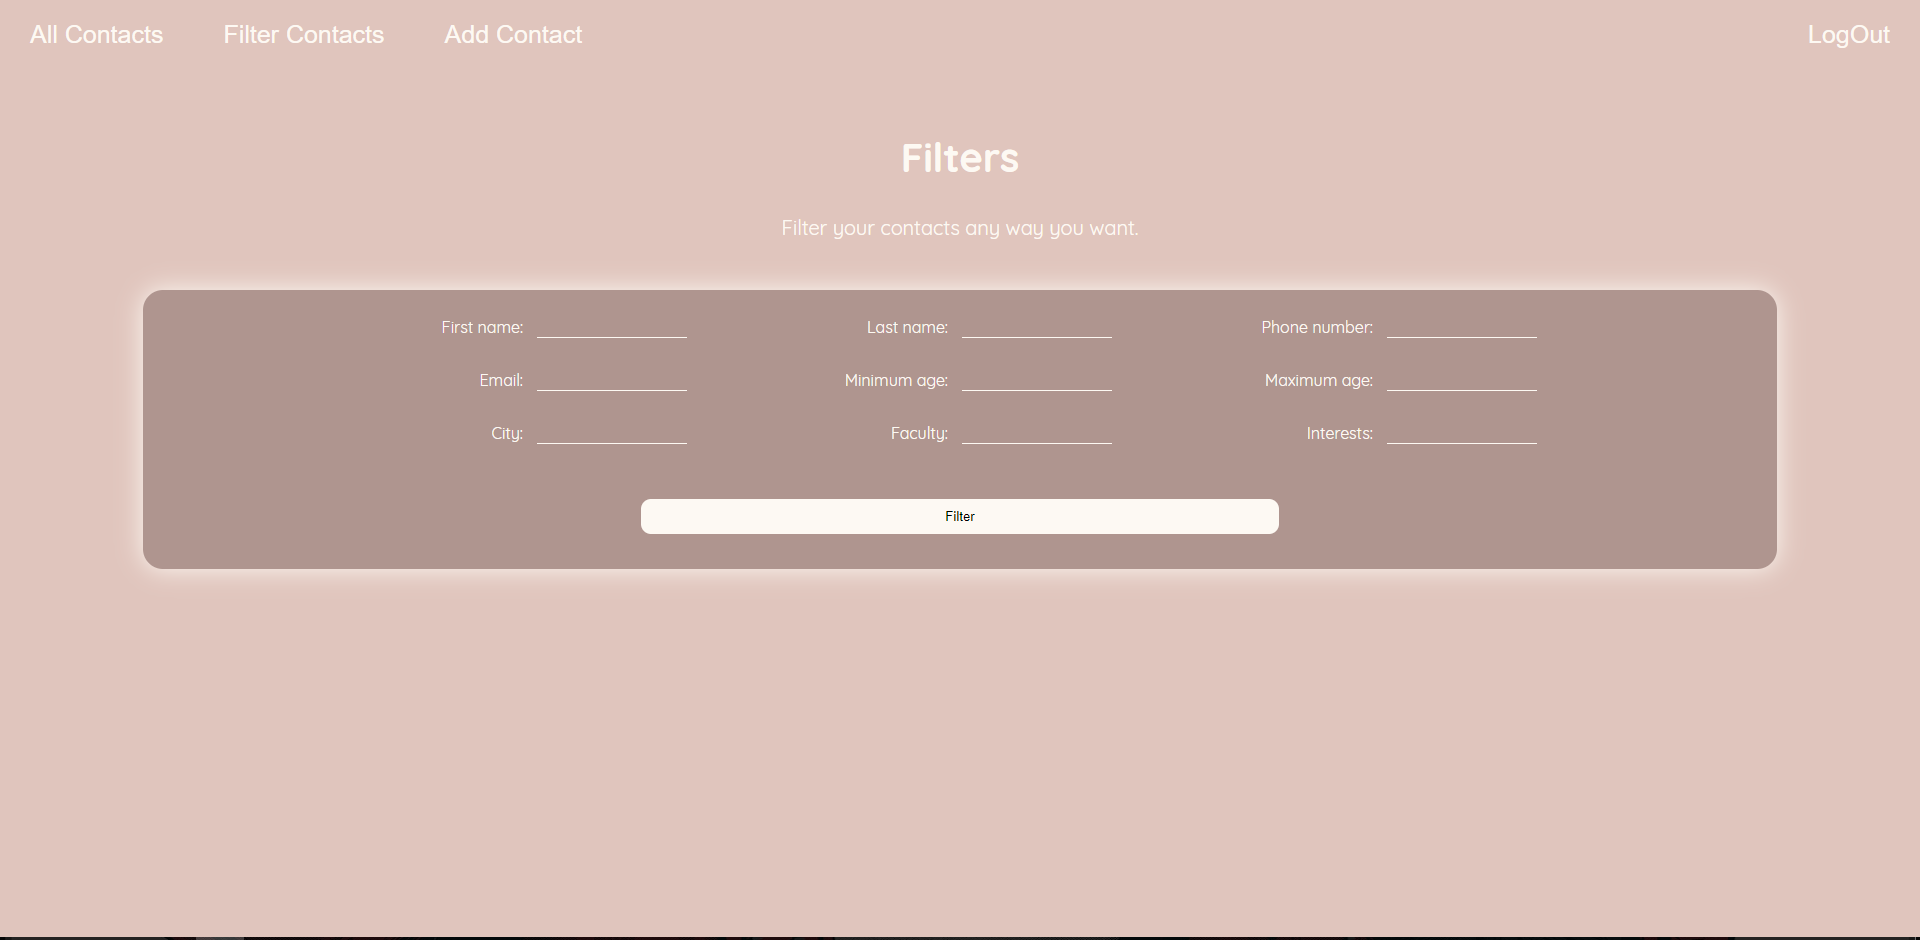 All Contacts Filter Contacts Add Contact LogOut
Filters
Filter your contacts any way you want.
First name: Last name: Phone number:
Email: Minimum age: Maximum age:
City: Faculty: Interests:
Filter